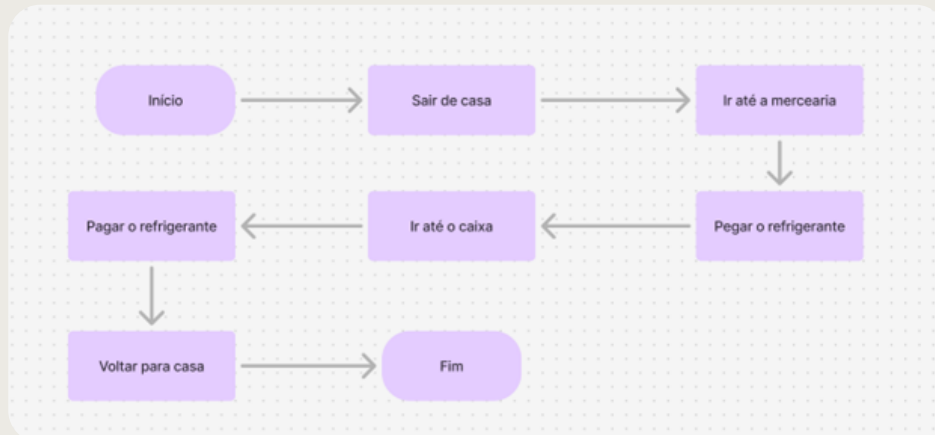 Início
Sair de casa
Ir até a mercearia
Pegar o refrigerante
Ir até o caixa
Pagar o refrigerante
Voltar para casa
Fim